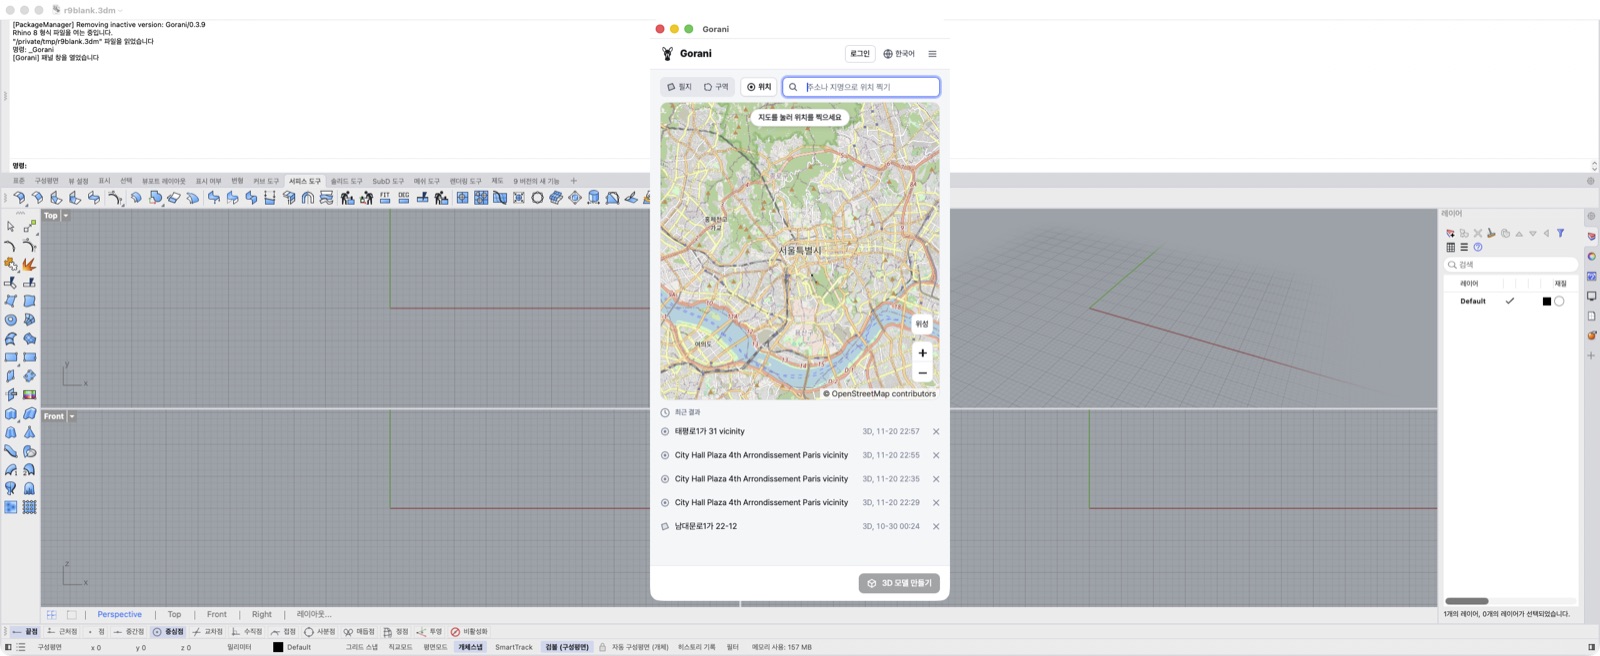 r9blank.3dm
[PackageManager] Removing inactive version: Gorani/0.3.9
Rhino 8 형식 파일을 여는 중입니다.
"/private/tmp/r9blank.3dm" 파일을 읽었습니다
명령: _Gorani
[Gorani] 패널 창을 열었습니다
명령:
표준 구성평면 뷰 설정 표시 선택 뷰포트 레이아웃 표시 여부 변형 커브 도구 서피스 도구 솔리드 도구 SubD 도구 메쉬 도구 렌더링 도구 제도 9 버전의 새 기능
FIT DEG
Top
y
x
Front
z
x
Gorani
Gorani
로그인 한국어
필지 구역 위치 주소나 지명으로 위치 찍기
지도를 눌러 위치를 찍으세요
서울특별시
용산구
여의도
위성
+
−
© OpenStreetMap contributors
최근 결과
태평로1가 31 vicinity 3D, 11-20 22:57
City Hall Plaza 4th Arrondissement Paris vicinity 3D, 11-20 22:55
City Hall Plaza 4th Arrondissement Paris vicinity 3D, 11-20 22:35
City Hall Plaza 4th Arrondissement Paris vicinity 3D, 11-20 22:29
남대문로1가 22-12 3D, 10-30 00:24
3D 모델 만들기
레이어
검색
레이어 재질
Default
1개의 레이어, 0개의 레이어가 선택되었습니다.
Perspective Top Front Right 레이아웃...
끝점 근처점 점 중간점 중심점 교차점 수직점 접점 사분점 매듭점 정점 투영 비활성화
구성평면 x 0 y 0 z 0 밀리미터 Default 그리드 스냅 직교모드 평면모드 개체스냅 SmartTrack 검볼 (구성평면) 자동 구성평면 (개체) 히스토리 기록 필터 메모리 사용: 157 MB